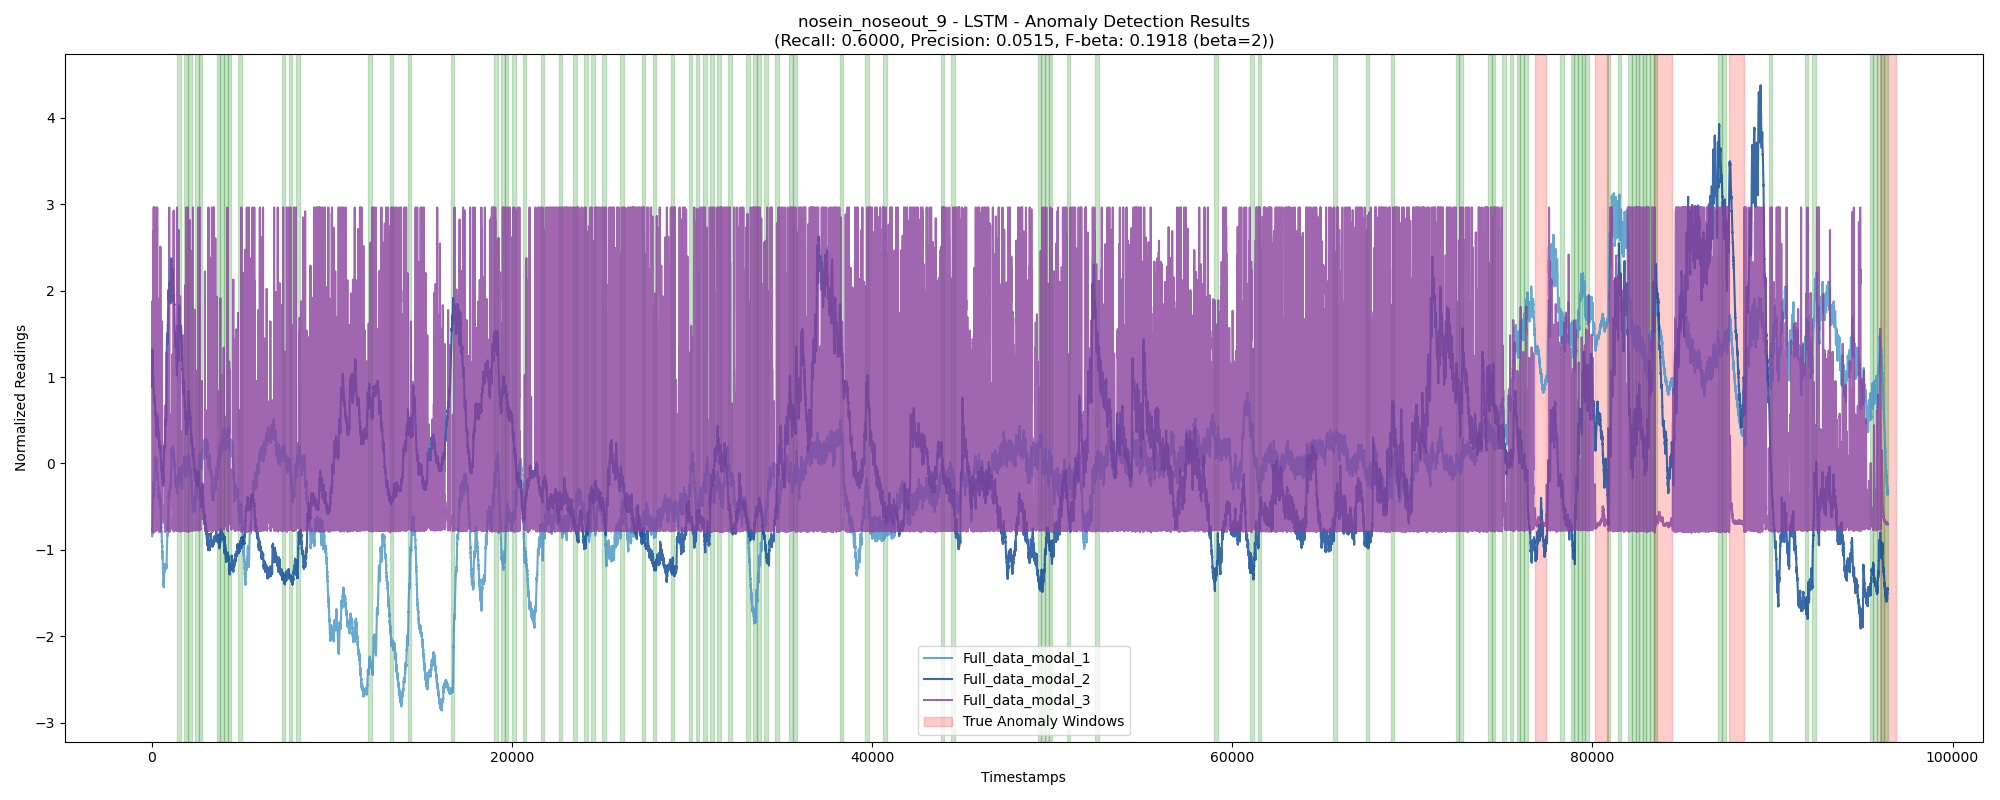 nosein_noseout_9 - LSTM - Anomaly Detection Results
(Recall: 0.6000, Precision: 0.0515, F-beta: 0.1918 (beta=2))
Normalized Readings
4
3
2
1
0
−1
−2
−3
Full_data_modal_1
Full_data_modal_2
Full_data_modal_3
True Anomaly Windows
0
20000
40000
60000
80000
100000
Timestamps